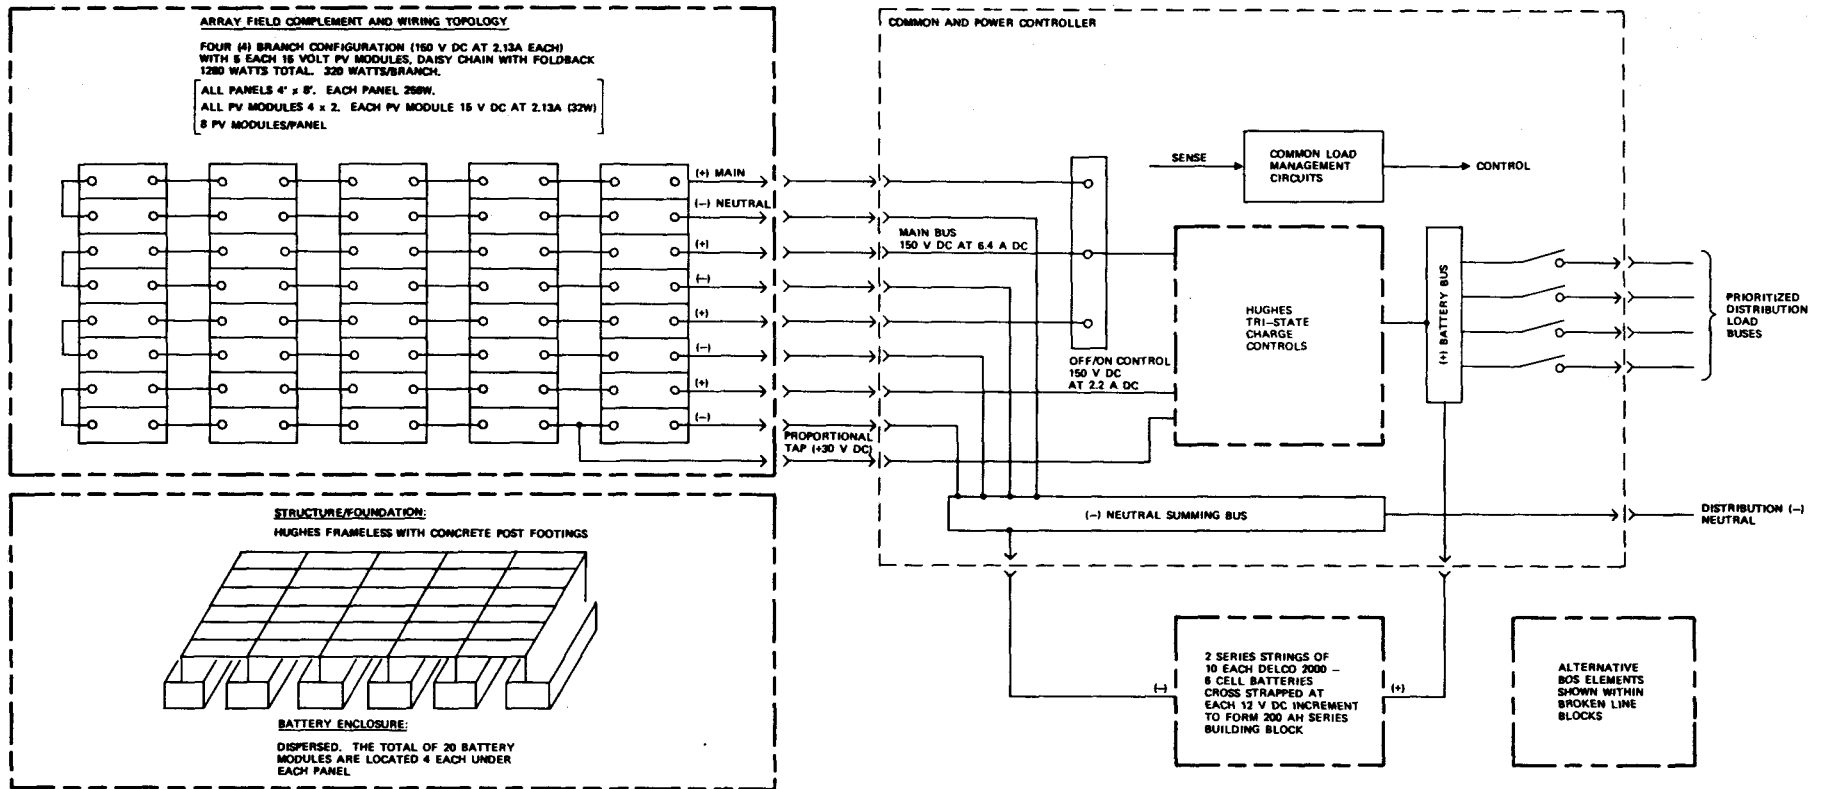 ARRAY FIELD COMPLEMENT AND WIRING TOPOLOGY
FOUR (4) BRANCH CONFIGURATION (150 V DC AT 2.13A EACH)
WITH 5 EACH 15 VOLT PV MODULES, DAISY CHAIN WITH FOLDBACK
1280 WATTS TOTAL. 320 WATTS/BRANCH.
ALL PANELS 4' x 8'. EACH PANEL 256W.
ALL PV MODULES 4 x 2. EACH PV MODULE 15 V DC AT 2.13A (32W)
8 PV MODULES/PANEL
(+) MAIN
(−) NEUTRAL
(+)
(−)
(+)
(−)
(+)
(−)
PROPORTIONAL
TAP (+30 V DC)
COMMON AND POWER CONTROLLER
MAIN BUS
150 V DC AT 6.4 A DC
OFF/ON CONTROL
150 V DC
AT 2.2 A DC
SENSE
COMMON LOAD
MANAGEMENT
CIRCUITS
CONTROL
HUGHES
TRI−STATE
CHARGE
CONTROLS
(+) BATTERY BUS
PRIORITIZED
DISTRIBUTION
LOAD
BUSES
(−) NEUTRAL SUMMING BUS
DISTRIBUTION (−)
NEUTRAL
STRUCTURE/FOUNDATION:
HUGHES FRAMELESS WITH CONCRETE POST FOOTINGS
BATTERY ENCLOSURE:
DISPERSED. THE TOTAL OF 20 BATTERY
MODULES ARE LOCATED 4 EACH UNDER
EACH PANEL
(−)
2 SERIES STRINGS OF
10 EACH DELCO 2000 −
6 CELL BATTERIES
CROSS STRAPPED AT
EACH 12 V DC INCREMENT
TO FORM 200 AH SERIES
BUILDING BLOCK
(+)
ALTERNATIVE
BOS ELEMENTS
SHOWN WITHIN
BROKEN LINE
BLOCKS